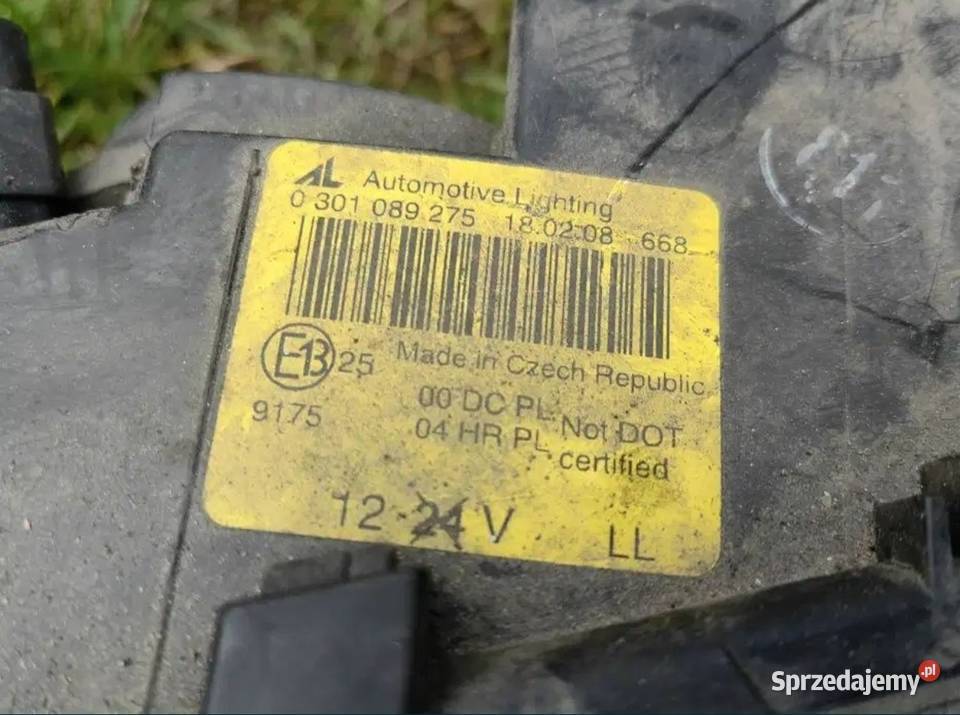 AL Automotive Lighting
0 301 089 275 18.02.08 668
E13 25 Made in Czech Republic
9175 00 DC PL Not DOT
04 HR PL certified
12-24 V LL
Sprzedajemy.pl